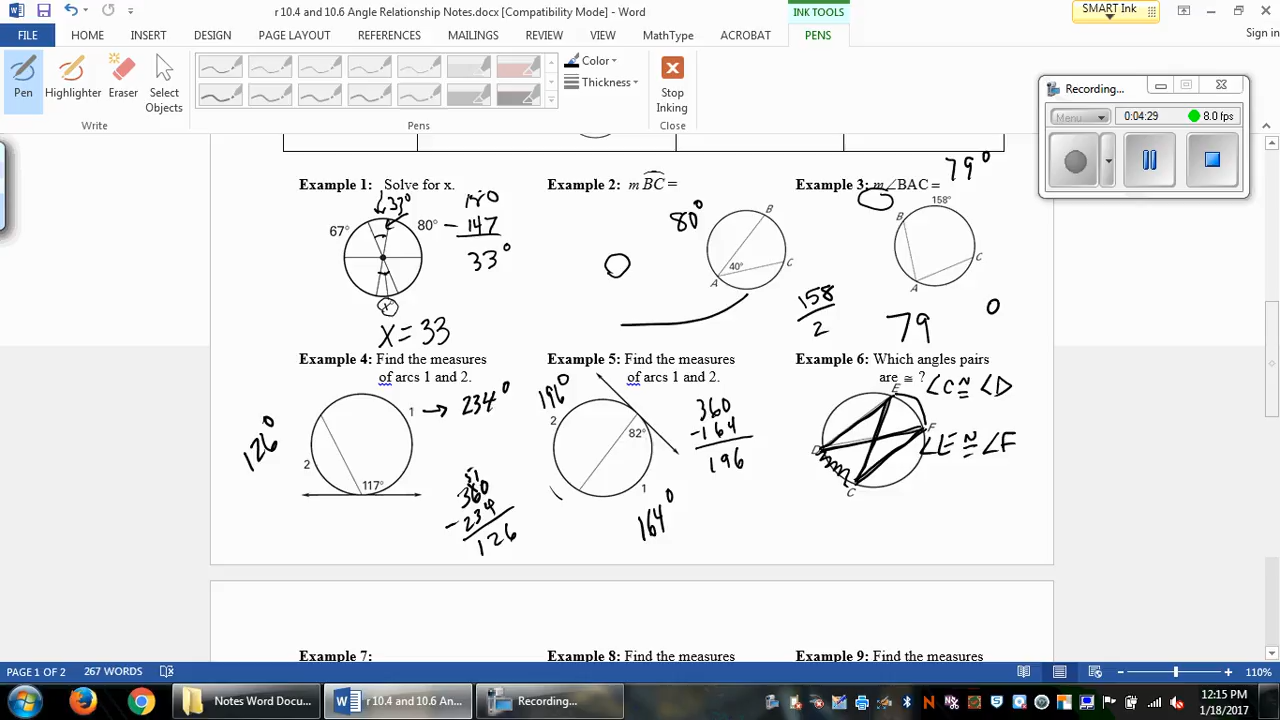 r 10.4 and 10.6 Angle Relationship Notes.docx [Compatibility Mode] - Word
INK TOOLS
SMART Ink
FILE HOME INSERT DESIGN PAGE LAYOUT REFERENCES MAILINGS REVIEW VIEW MathType ACROBAT PENS
Sign in
Pen Highlighter Eraser Select Objects
Color
Thickness
Stop Inking
Write Pens Close
Recording...
Menu 0:04:29 8.0 fps
79°
Example 1: Solve for x.
Example 2: m BC =
Example 3: m∠BAC =
67° 33° 80°
180
- 147
33°
x°
x = 33
80° B
40° C
A
158°
B
C
A
158
2
79°
Example 4: Find the measures
of arcs 1 and 2.
Example 5: Find the measures
of arcs 1 and 2.
Example 6: Which angles pairs
are ≅ ?
1 → 234°
126°
2
117°
51
360
-234
126
196°
2
82°
1
164°
360
-164
196
E
∠C ≅ ∠D
F
∠E ≅ ∠F
D
C
Example 7:
Example 8: Find the measures
Example 9: Find the measures
PAGE 1 OF 2 267 WORDS
110%
Notes Word Docu...
r 10.4 and 10.6 An...
Recording...
12:15 PM
1/18/2017